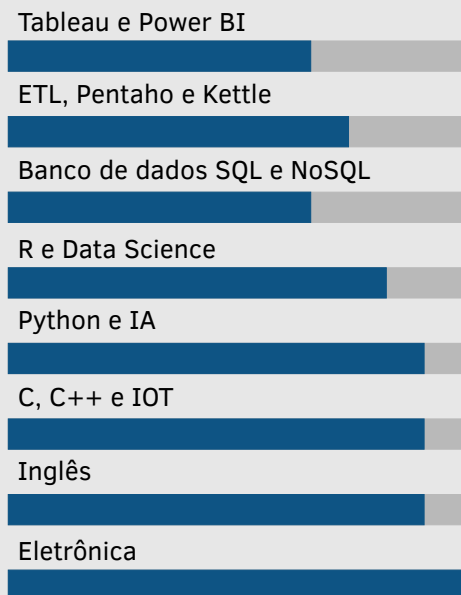 Tableau e Power BI
ETL, Pentaho e Kettle
Banco de dados SQL e NoSQL
R e Data Science
Python e IA
C, C++ e IOT
Inglês
Eletrônica